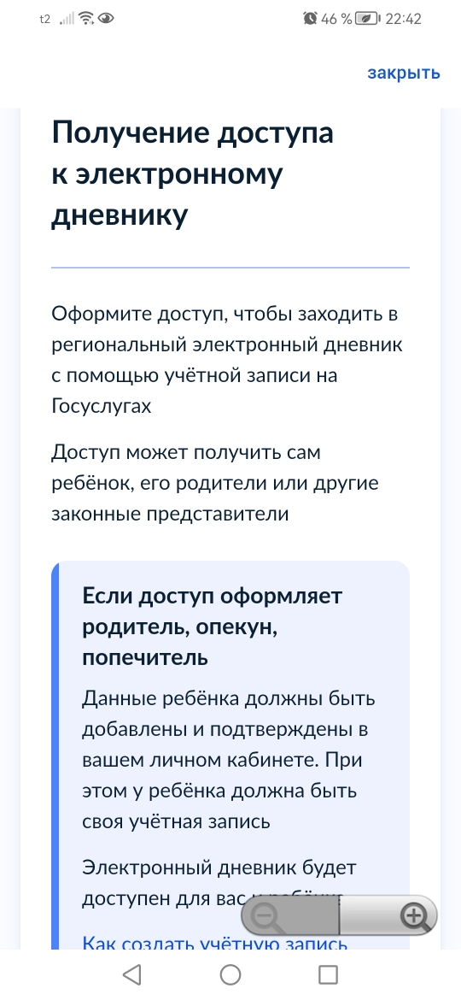 t2
46 %
22:42
закрыть
Получение доступа
к электронному
дневнику
Оформите доступ, чтобы заходить в
региональный электронный дневник
с помощью учётной записи на
Госуслугах
Доступ может получить сам
ребёнок, его родители или другие
законные представители
Если доступ оформляет
родитель, опекун,
попечитель
Данные ребёнка должны быть
добавлены и подтверждены в
вашем личном кабинете. При
этом у ребёнка должна быть
своя учётная запись
Электронный дневник будет
доступен для вас
Как создать учётную запись